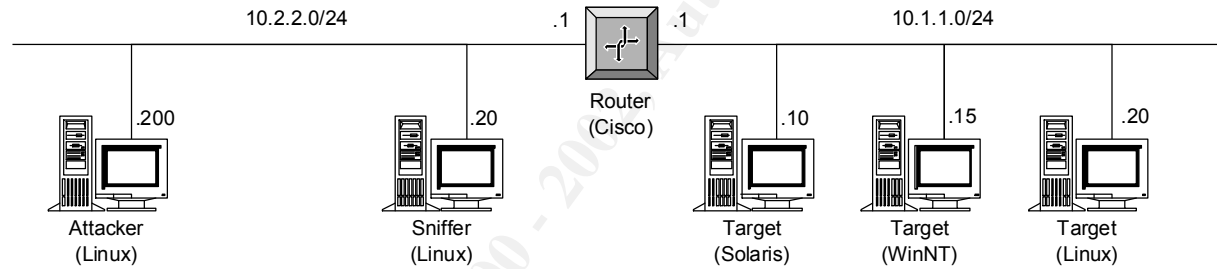 10.2.2.0/24 .1 .1 10.1.1.0/24
Router
(Cisco)
.200 .20 .10 .15 .20
Attacker
(Linux)
Sniffer
(Linux)
Target
(Solaris)
Target
(WinNT)
Target
(Linux)